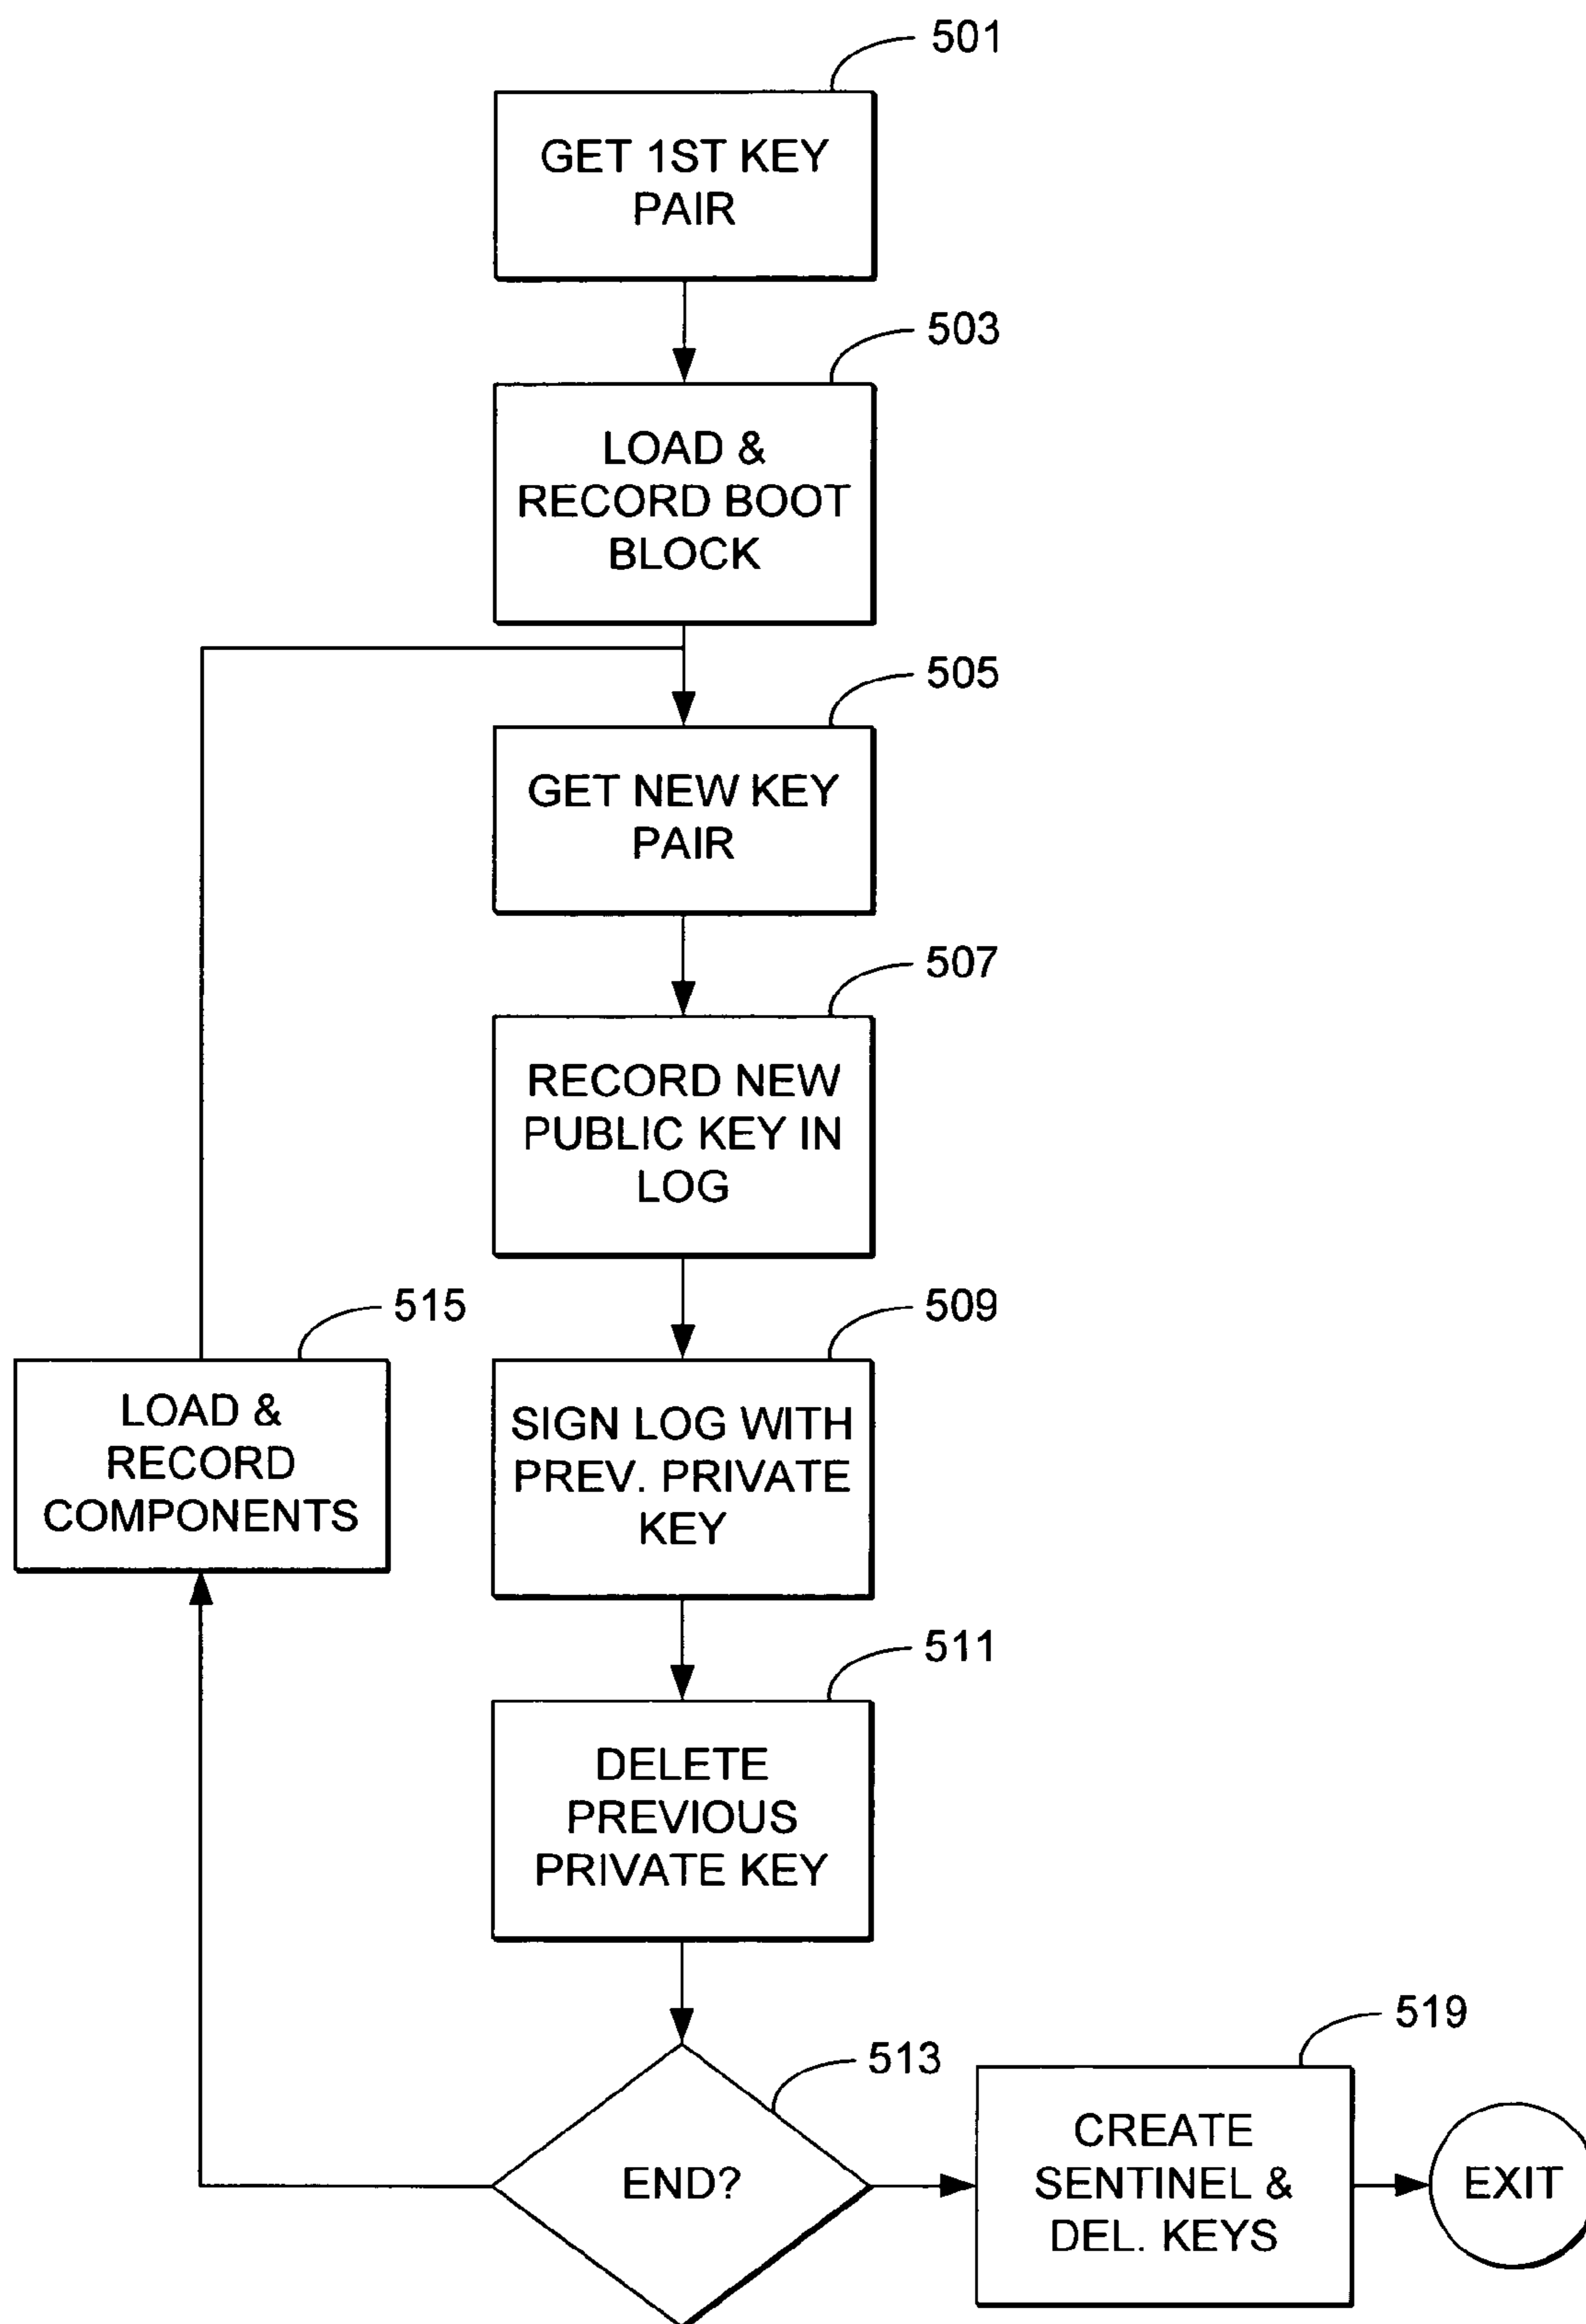 501
GET 1ST KEY
PAIR
503
LOAD &
RECORD BOOT
BLOCK
505
GET NEW KEY
PAIR
507
RECORD NEW
PUBLIC KEY IN
LOG
515
LOAD &
RECORD
COMPONENTS
509
SIGN LOG WITH
PREV. PRIVATE
KEY
511
DELETE
PREVIOUS
PRIVATE KEY
513
END?
519
CREATE
SENTINEL &
DEL. KEYS
EXIT